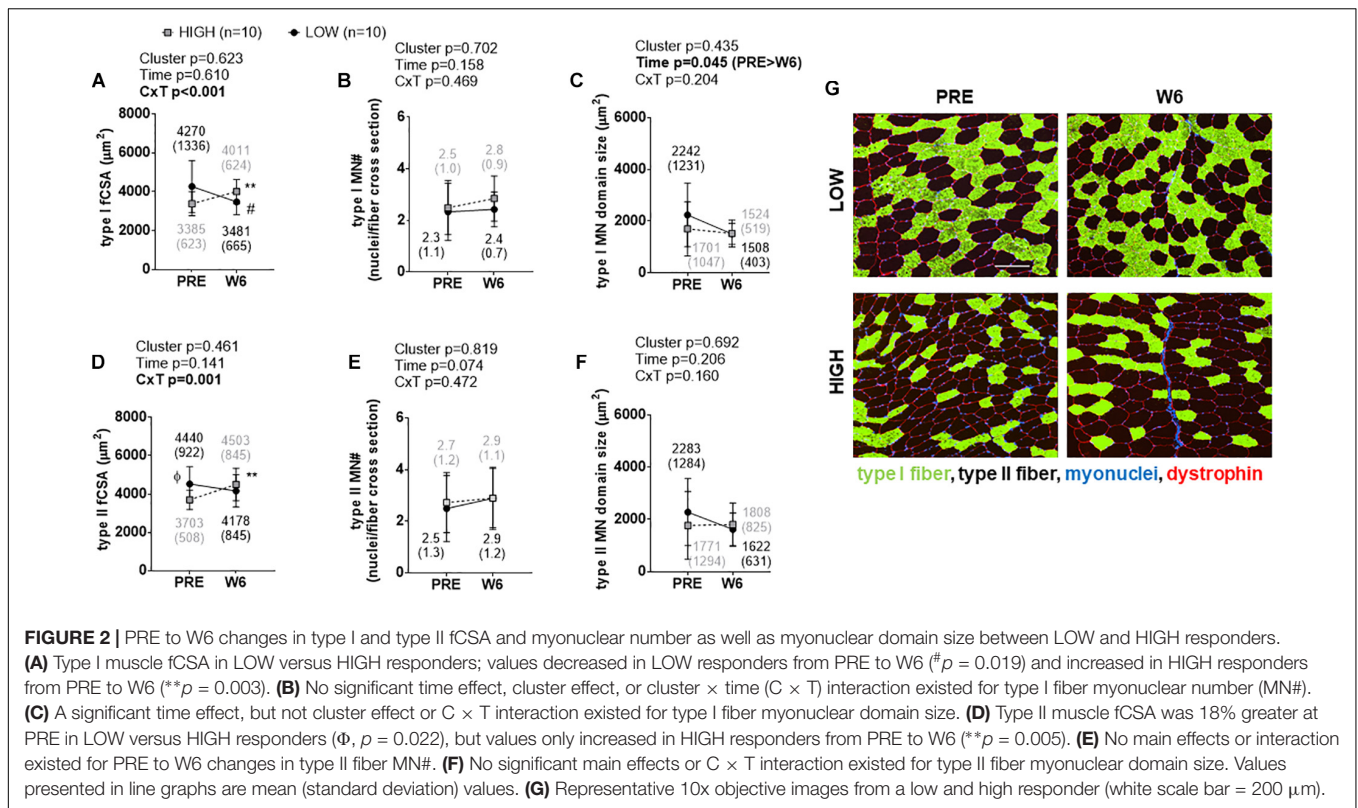 HIGH (n=10) LOW (n=10)
A
Cluster p=0.623
Time p=0.610
CxT p<0.001
type I fCSA (μm²)
8000
6000
4000
2000
0
4270
(1336)
4011
(624)
**
#
3385
(623)
3481
(665)
PRE W6
B
Cluster p=0.702
Time p=0.158
CxT p=0.469
type I MN#
(nuclei/fiber cross section)
6
4
2
0
2.5
(1.0)
2.8
(0.9)
2.3
(1.1)
2.4
(0.7)
PRE W6
C
Cluster p=0.435
Time p=0.045 (PRE>W6)
CxT p=0.204
type I MN domain size (μm²)
6000
4000
2000
0
2242
(1231)
1524
(519)
1701
(1047)
1508
(403)
PRE W6
D
Cluster p=0.461
Time p=0.141
CxT p=0.001
type II fCSA (μm²)
8000
6000
4000
2000
0
4440
(922)
4503
(845)
ϕ
**
3703
(508)
4178
(845)
PRE W6
E
Cluster p=0.819
Time p=0.074
CxT p=0.472
type II MN#
(nuclei/fiber cross section)
6
4
2
0
2.7
(1.2)
2.9
(1.1)
2.5
(1.3)
2.9
(1.2)
PRE W6
F
Cluster p=0.692
Time p=0.206
CxT p=0.160
type II MN domain size (μm²)
6000
4000
2000
0
2283
(1284)
1808
(825)
1771
(1294)
1622
(631)
PRE W6
G
PRE W6
LOW
HIGH
type I fiber, type II fiber, myonuclei, dystrophin
FIGURE 2 | PRE to W6 changes in type I and type II fCSA and myonuclear number as well as myonuclear domain size between LOW and HIGH responders.
(A) Type I muscle fCSA in LOW versus HIGH responders; values decreased in LOW responders from PRE to W6 (#p = 0.019) and increased in HIGH responders
from PRE to W6 (**p = 0.003). (B) No significant time effect, cluster effect, or cluster × time (C × T) interaction existed for type I fiber myonuclear number (MN#).
(C) A significant time effect, but not cluster effect or C × T interaction existed for type I fiber myonuclear domain size. (D) Type II muscle fCSA was 18% greater at
PRE in LOW versus HIGH responders (Φ, p = 0.022), but values only increased in HIGH responders from PRE to W6 (**p = 0.005). (E) No main effects or interaction
existed for PRE to W6 changes in type II fiber MN#. (F) No significant main effects or C × T interaction existed for type II fiber myonuclear domain size. Values
presented in line graphs are mean (standard deviation) values. (G) Representative 10x objective images from a low and high responder (white scale bar = 200 μm).